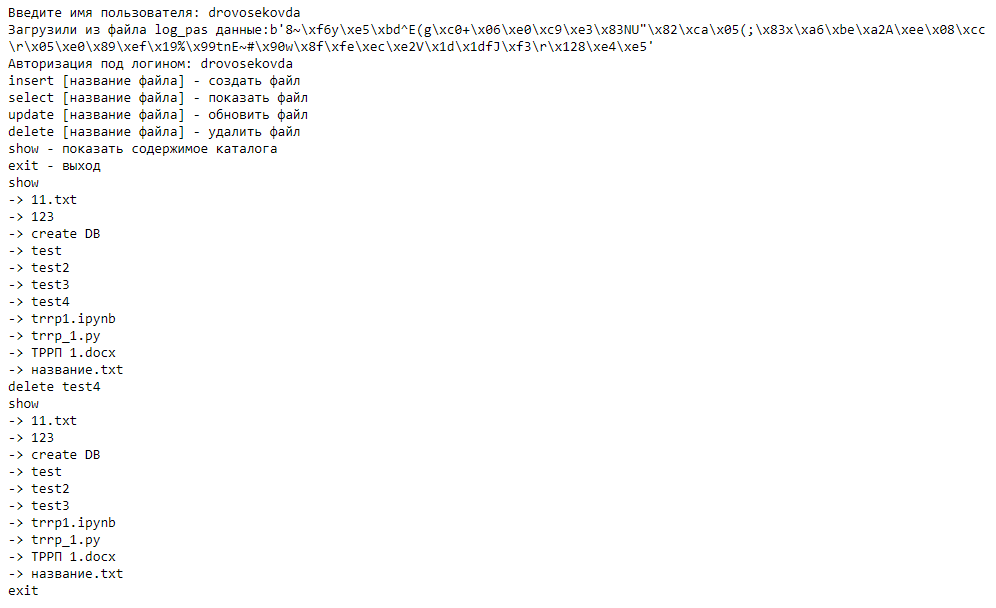 Введите имя пользователя: drovosekovda
Загрузили из файла log_pas данные:b'8~\xf6y\xe5\xbd^E(g\xc0+\x06\xe0\xc9\xe3\x83NU"\x82\xca\x05(;\x83x\xa6\xbe\xa2A\xee\x08\xcc
\r\x05\xe0\x89\xef\x19%\x99tnE~#\x90w\x8f\xfe\xec\xe2V\x1d\x1dfJ\xf3\r\x128\xe4\xe5'
Авторизация под логином: drovosekovda
insert [название файла] - создать файл
select [название файла] - показать файл
update [название файла] - обновить файл
delete [название файла] - удалить файл
show - показать содержимое каталога
exit - выход
show
-> 11.txt
-> 123
-> create DB
-> test
-> test2
-> test3
-> test4
-> trrp1.ipynb
-> trrp_1.py
-> ТРРП 1.docx
-> название.txt
delete test4
show
-> 11.txt
-> 123
-> create DB
-> test
-> test2
-> test3
-> trrp1.ipynb
-> trrp_1.py
-> ТРРП 1.docx
-> название.txt
exit